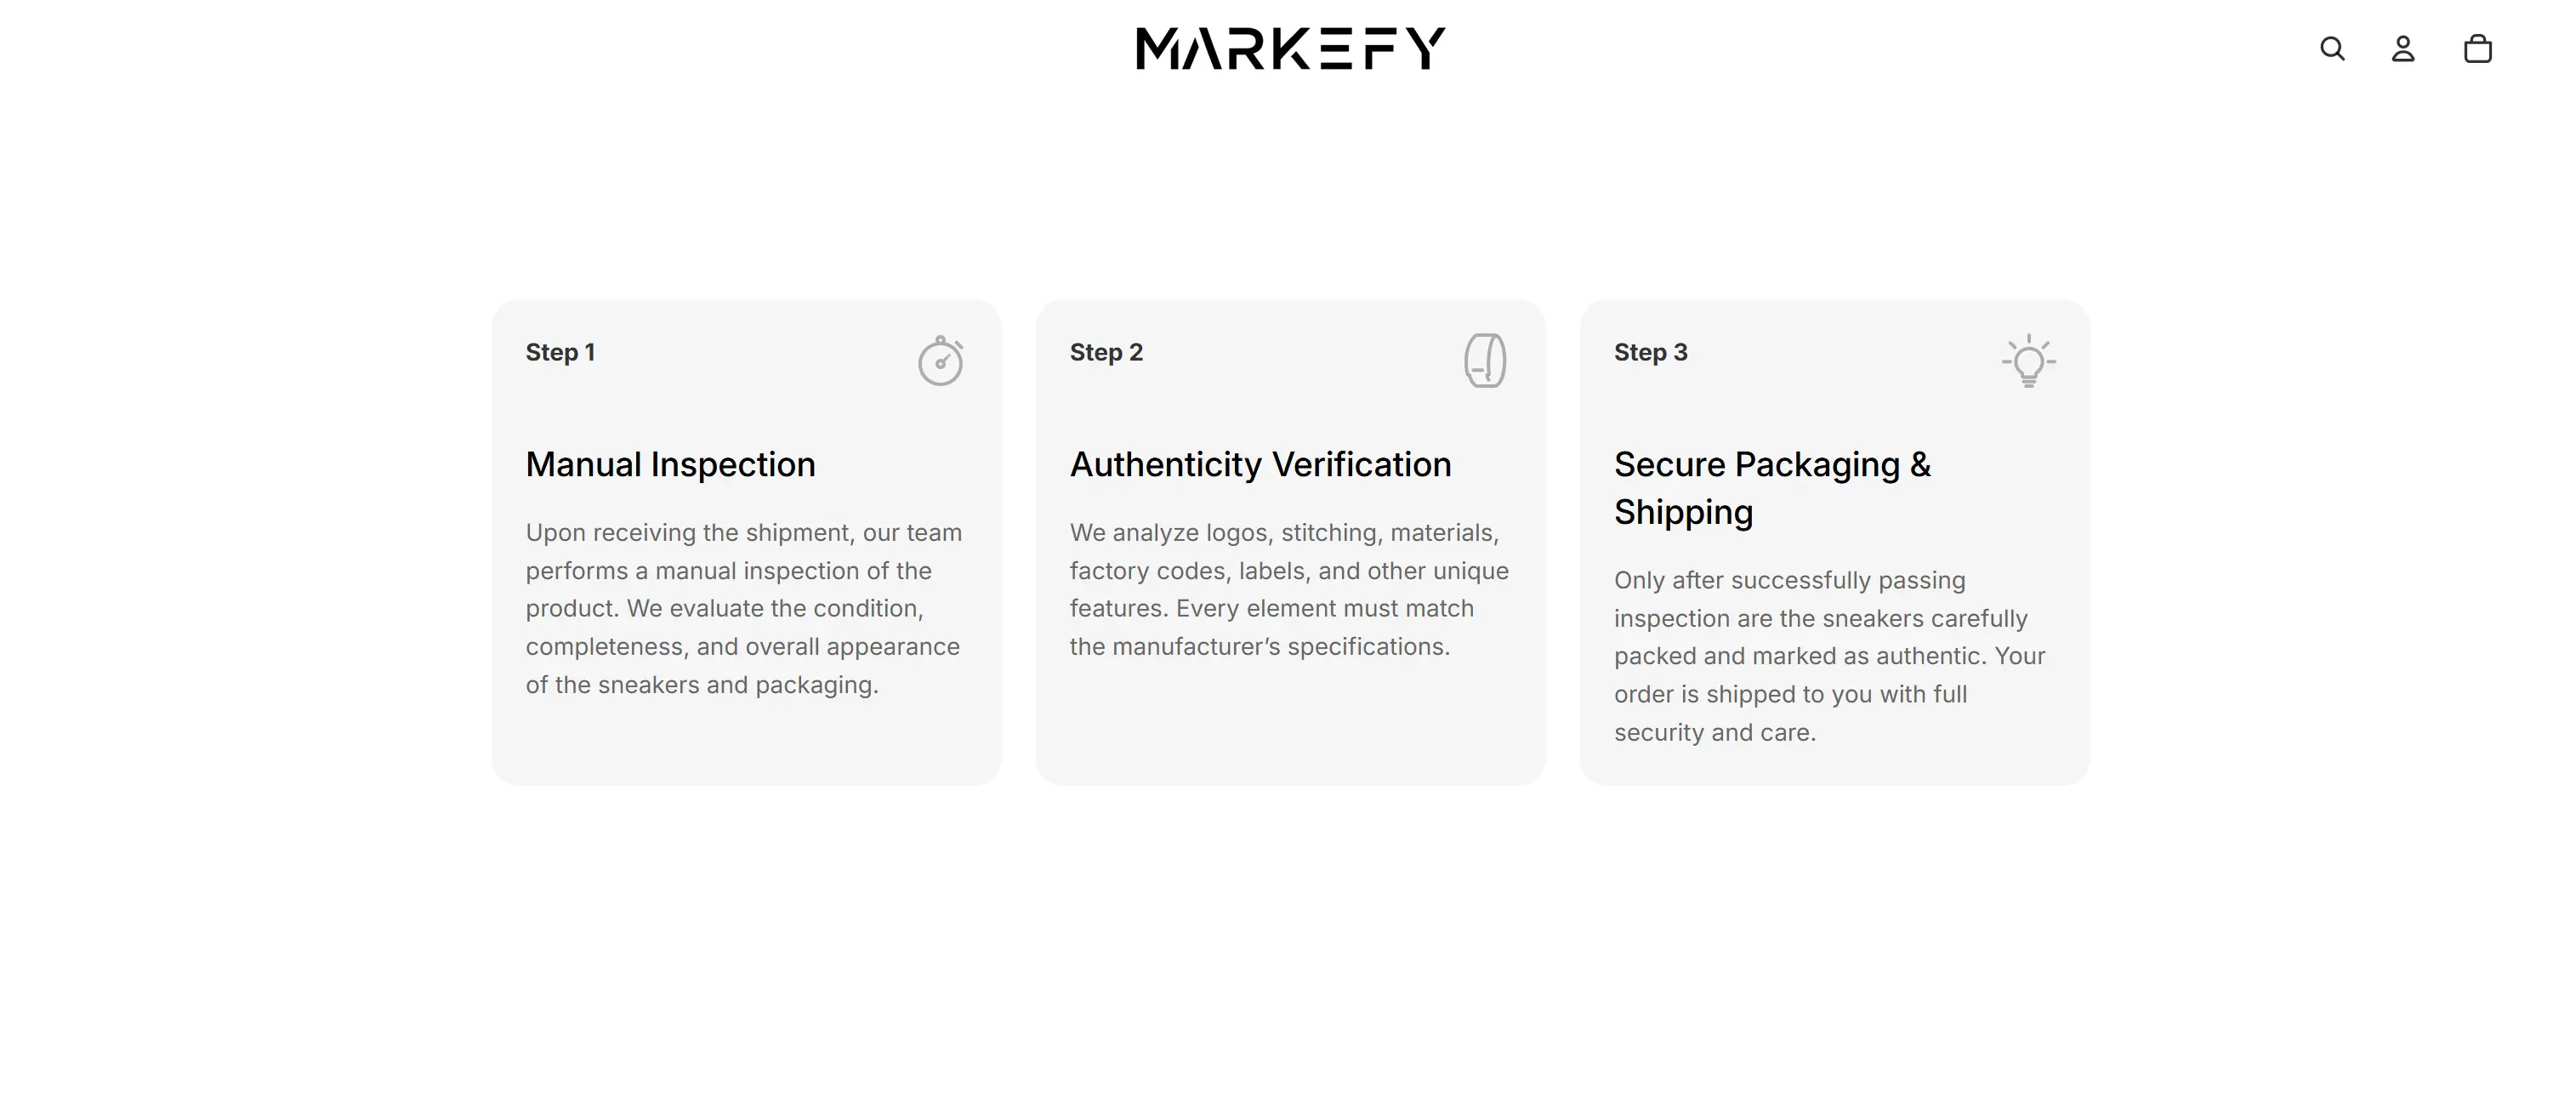 MARKEFY
Step 1
Manual Inspection
Upon receiving the shipment, our team
performs a manual inspection of the
product. We evaluate the condition,
completeness, and overall appearance
of the sneakers and packaging.
Step 2
Authenticity Verification
We analyze logos, stitching, materials,
factory codes, labels, and other unique
features. Every element must match
the manufacturer’s specifications.
Step 3
Secure Packaging &
Shipping
Only after successfully passing
inspection are the sneakers carefully
packed and marked as authentic. Your
order is shipped to you with full
security and care.